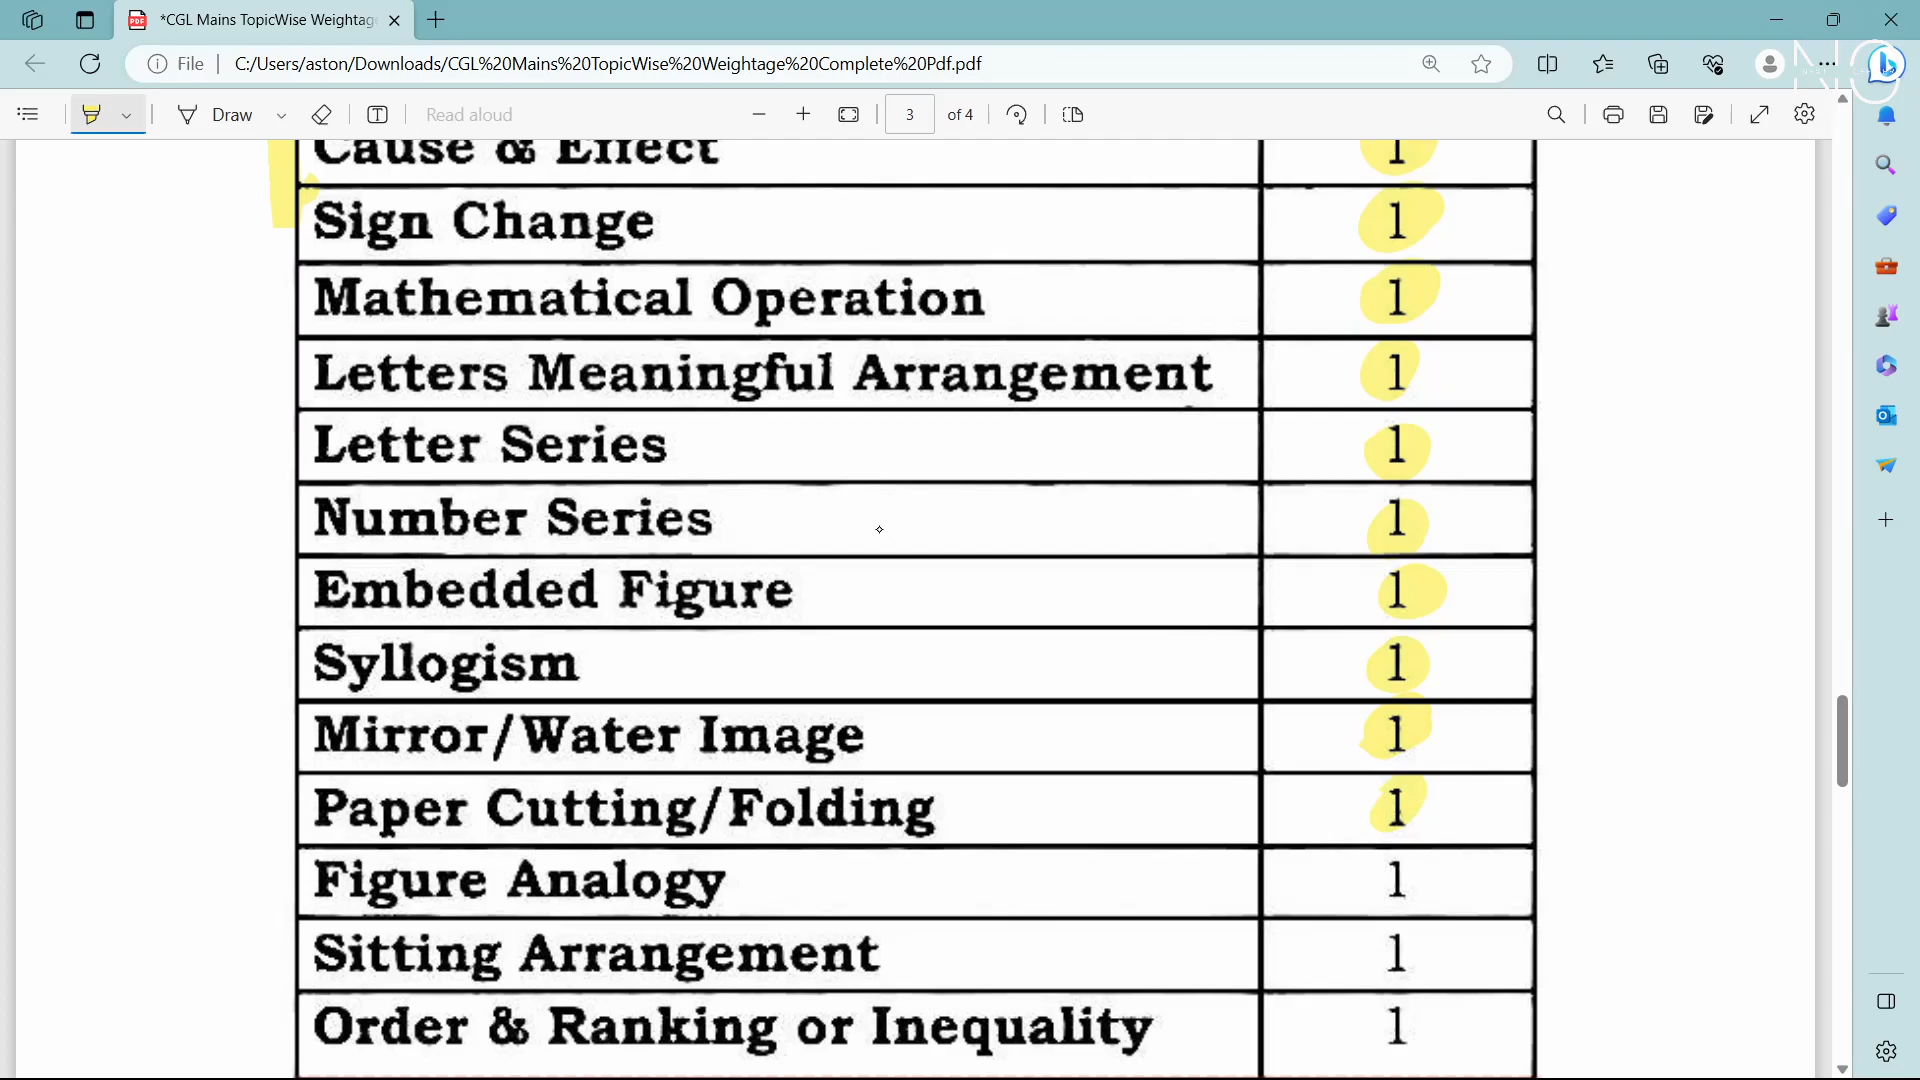 *CGL Mains TopicWise Weightag
File
C:/Users/aston/Downloads/CGL%20Mains%20TopicWise%20Weightage%20Complete%20Pdf.pdf
Draw
Read aloud
3 of 4
Cause & Effect 1
Sign Change 1
Mathematical Operation 1
Letters Meaningful Arrangement 1
Letter Series 1
Number Series 1
Embedded Figure 1
Syllogism 1
Mirror/Water Image 1
Paper Cutting/Folding 1
Figure Analogy 1
Sitting Arrangement 1
Order & Ranking or Inequality 1